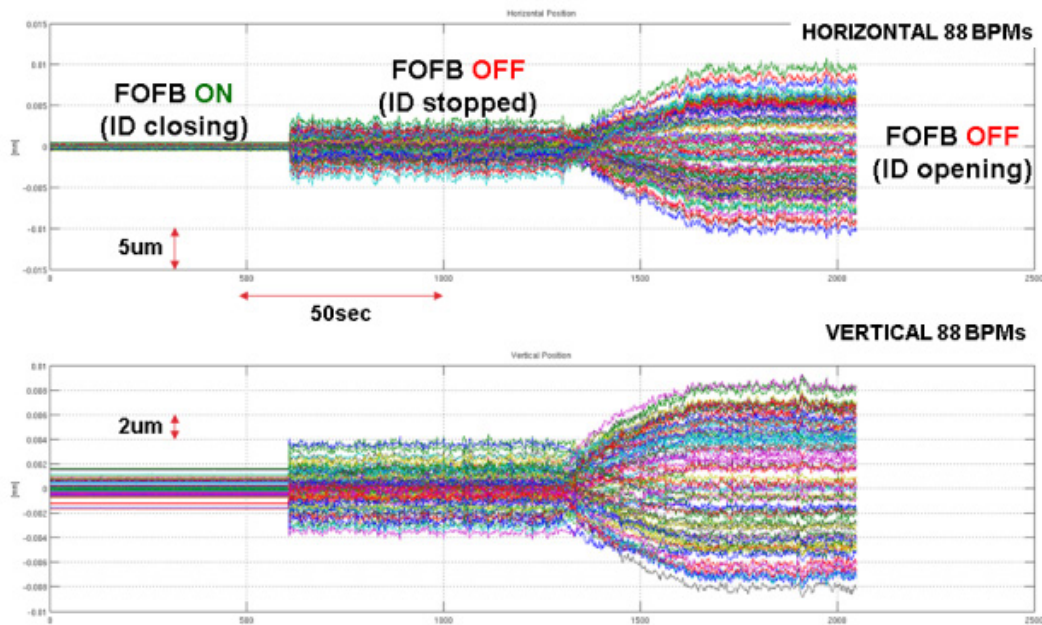 Horizontal Position
HORIZONTAL 88 BPMs
0.015
0.01
0.005
0
-0.005
-0.01
-0.015
[mm]
FOFB ON
(ID closing)
FOFB OFF
(ID stopped)
FOFB OFF
(ID opening)
5um
0
500
1000
1500
2000
2500
50sec
VERTICAL 88 BPMs
Vertical Position
0.01
0.008
0.006
0.004
0.002
0
-0.002
-0.004
-0.006
-0.008
-0.01
[mm]
2um
0
500
1000
1500
2000
2500